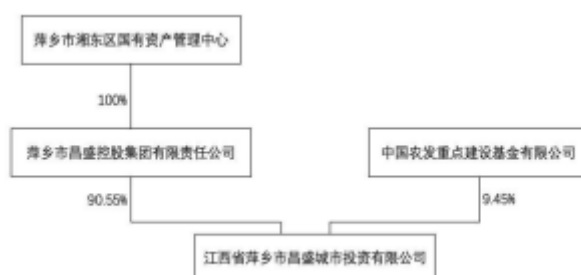 萍乡市湘东区国有资产管理中心
100%
萍乡市昌盛控股集团有限责任公司
中国农发重点建设基金有限公司
90.55%
9.45%
江西省萍乡市昌盛城市投资有限公司